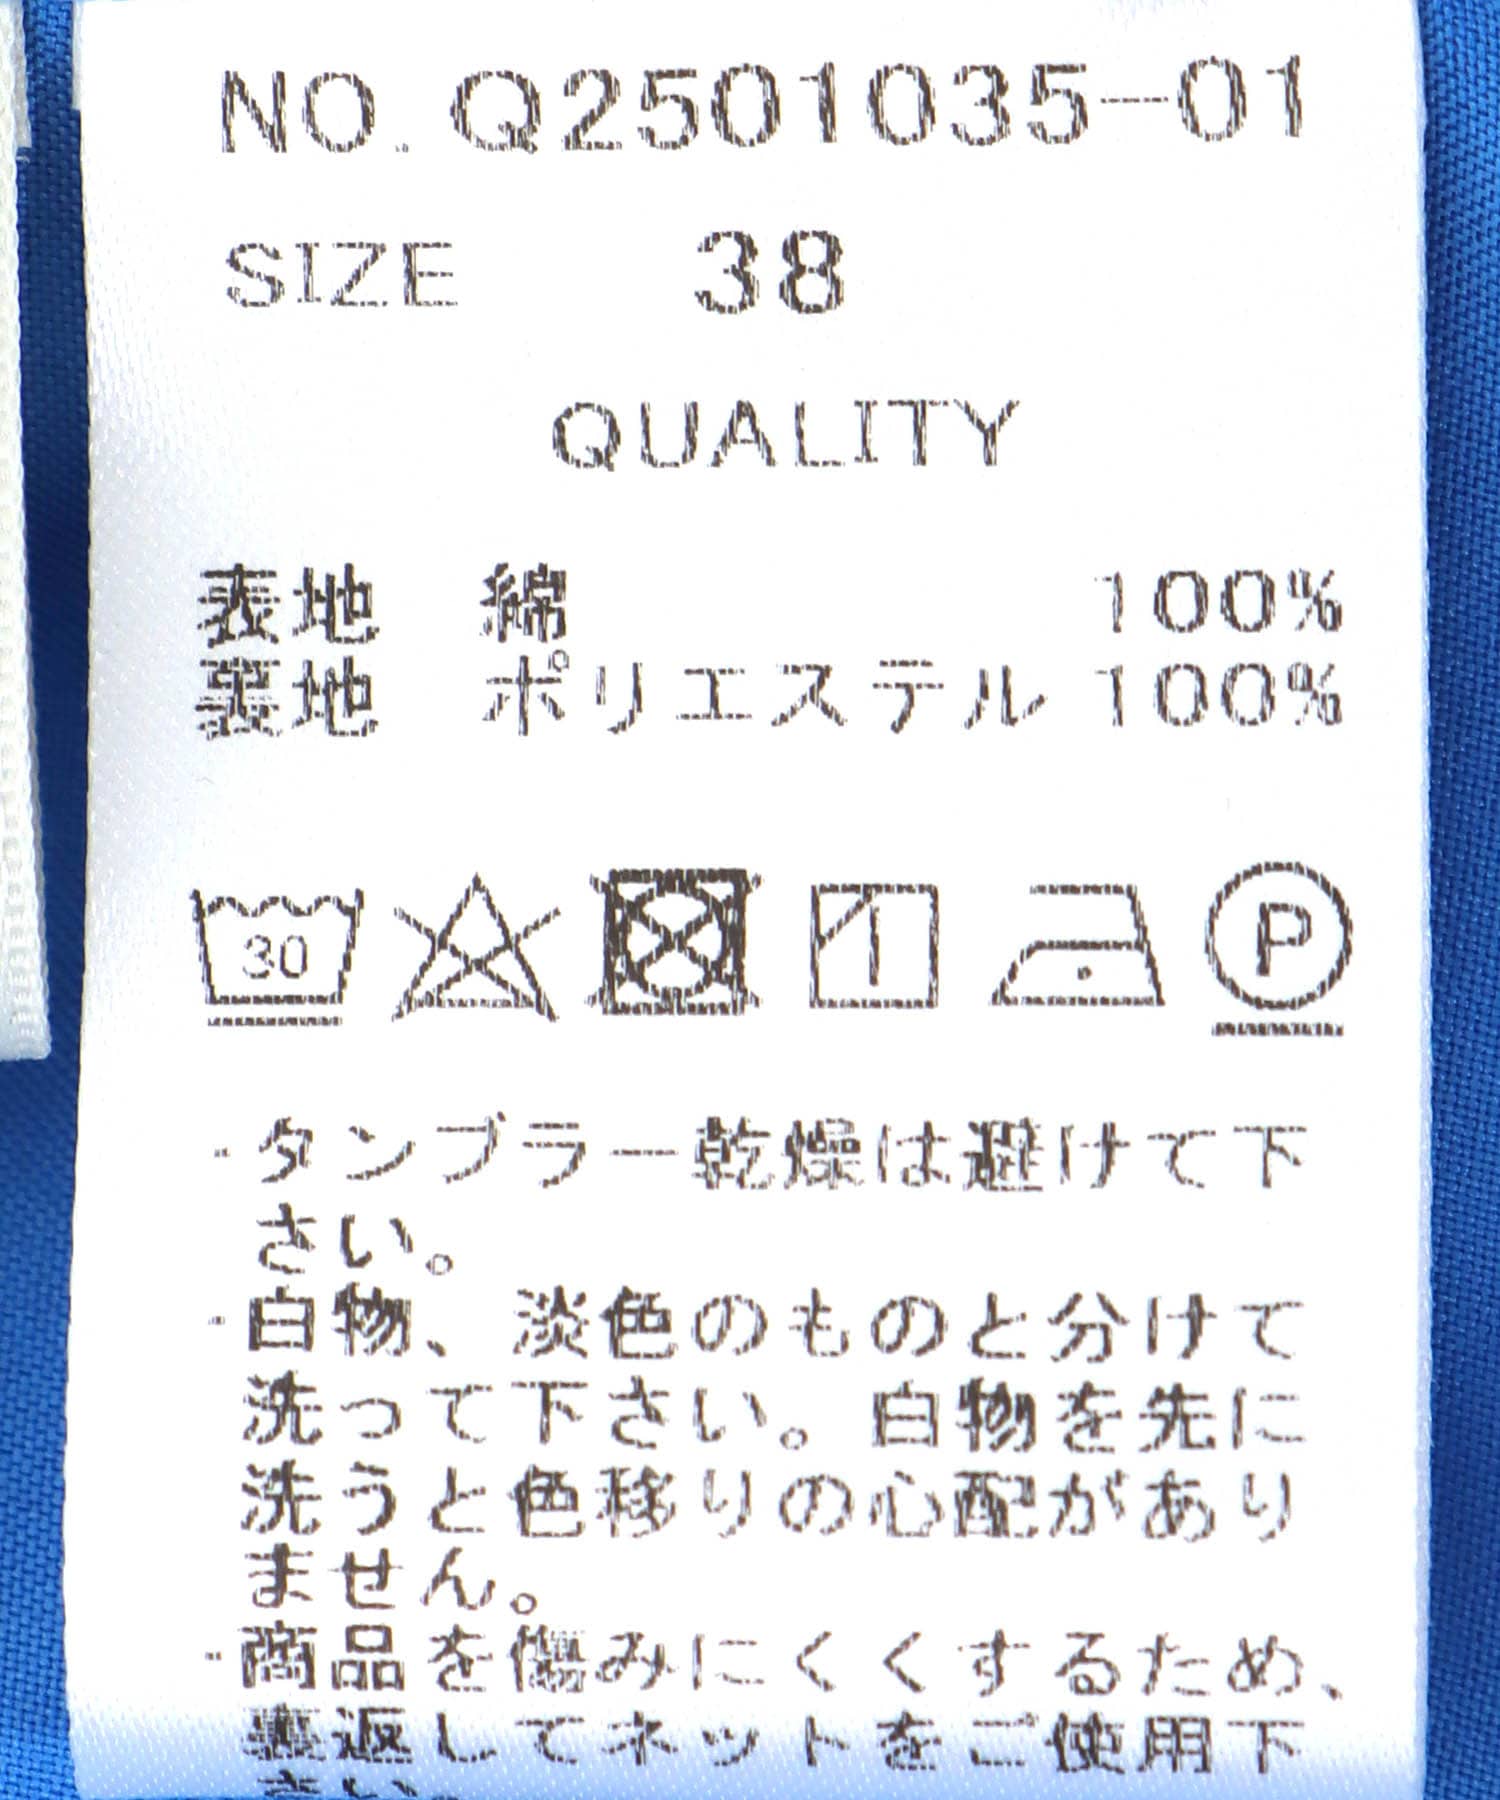 NO. Q2501035-01
SIZE 38
QUALITY
表地 綿 100%
裏地 ポリエステル 100%
30 P
・タンブラー乾燥は避けて下
さい。
・白物、淡色のものと分けて
洗って下さい。白物を先に
洗うと色移りの心配があり
ません。
・商品を傷みにくくするため、
裏返してネットをご使用下
さい。